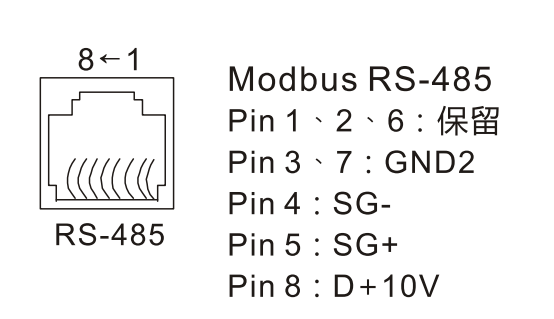 8←1
RS-485
Modbus RS-485
Pin 1、2、6：保留
Pin 3、7：GND2
Pin 4：SG-
Pin 5：SG+
Pin 8：D+10V